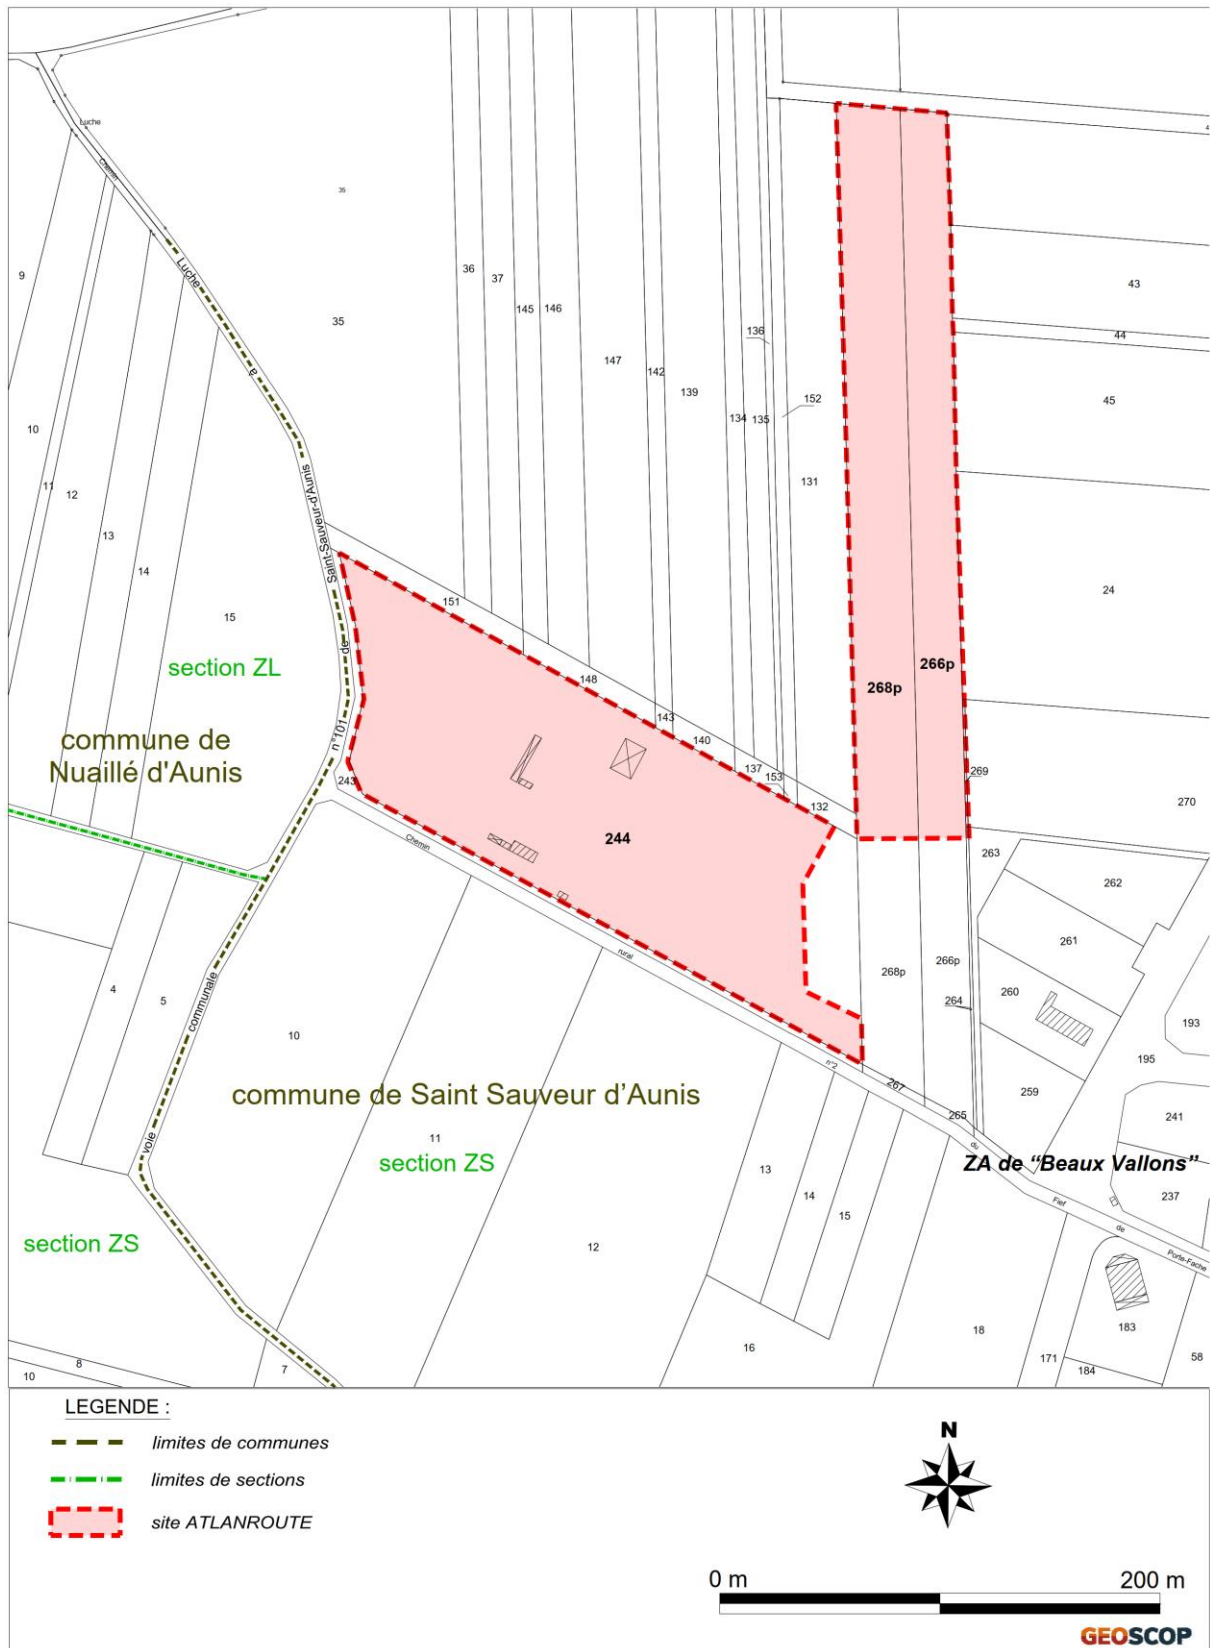 Luche
Chemin
Luche
à
Saint-Sauveur-d'Aunis
de
n°101
communale
voie
35
35
36
37
145
146
147
142
139
134
135
136
152
131
43
44
45
24
266p
268p
269
270
9
10
11
12
13
14
15
section ZL
commune de
Nuaillé d'Aunis
151
148
143
140
137
153
132
243
244
Chemin
rural
n°2
du
Fief
de
Porte-Fache
263
262
261
260
264
268p
266p
259
267
265
193
195
241
237
ZA de "Beaux Vallons"
4
5
10
commune de Saint Sauveur d'Aunis
11
section ZS
12
13
14
15
16
18
171
183
184
58
section ZS
8
10
7
LEGENDE :
limites de communes
limites de sections
site ATLANROUTE
N
0 m 200 m
GEOSCOP